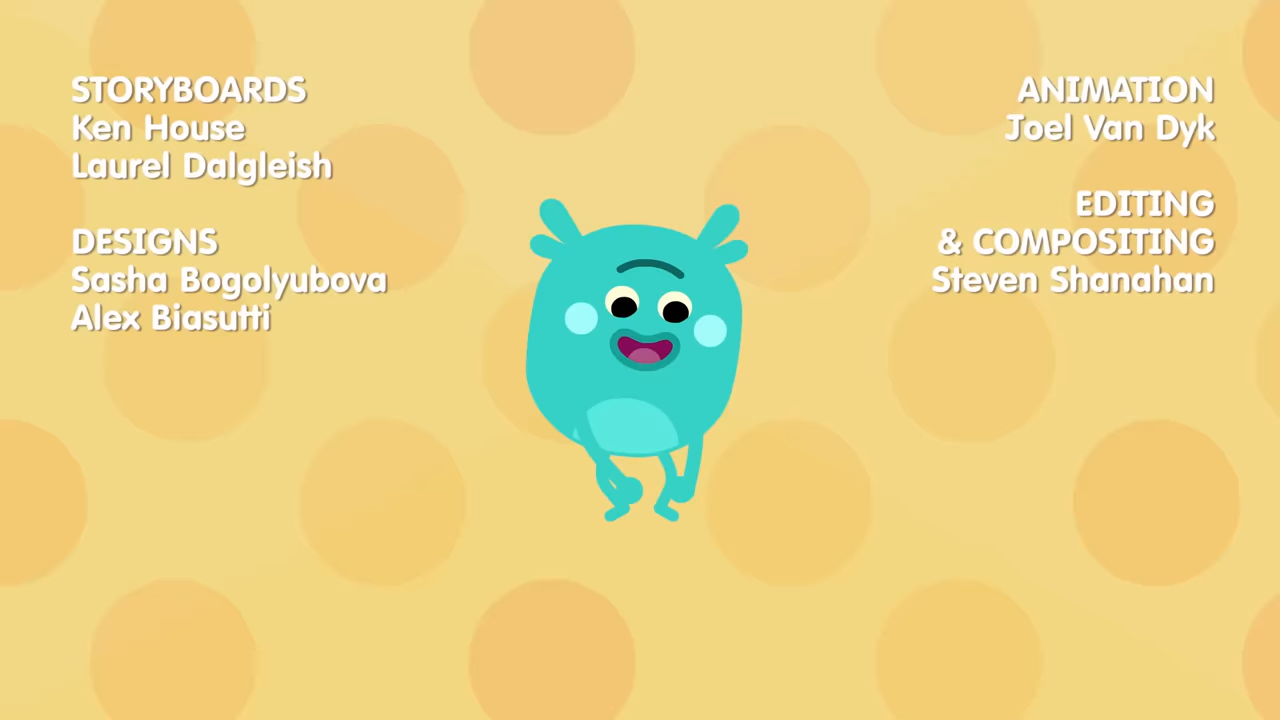 STORYBOARDS
Ken House
Laurel Dalgleish
DESIGNS
Sasha Bogolyubova
Alex Biasutti
ANIMATION
Joel Van Dyk
EDITING
& COMPOSITING
Steven Shanahan